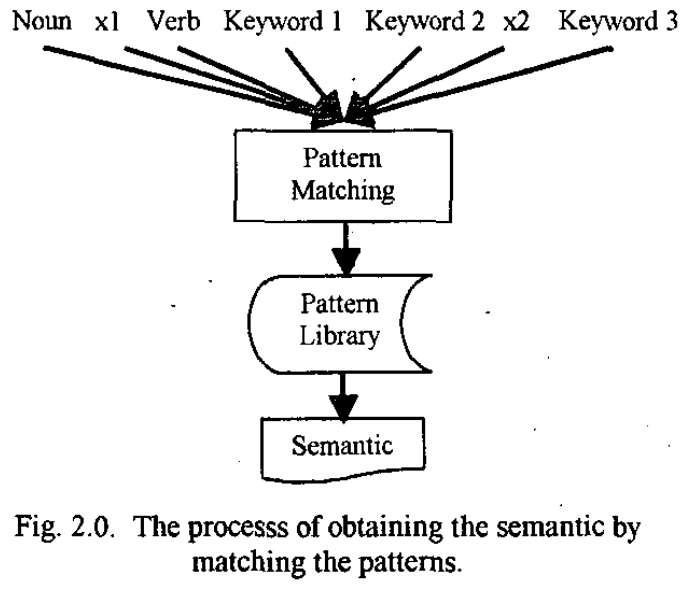 Noun x1 Verb Keyword 1 Keyword 2 x2 Keyword 3
Pattern
Matching
Pattern
Library
Semantic
Fig. 2.0. The processs of obtaining the semantic by
matching the patterns.